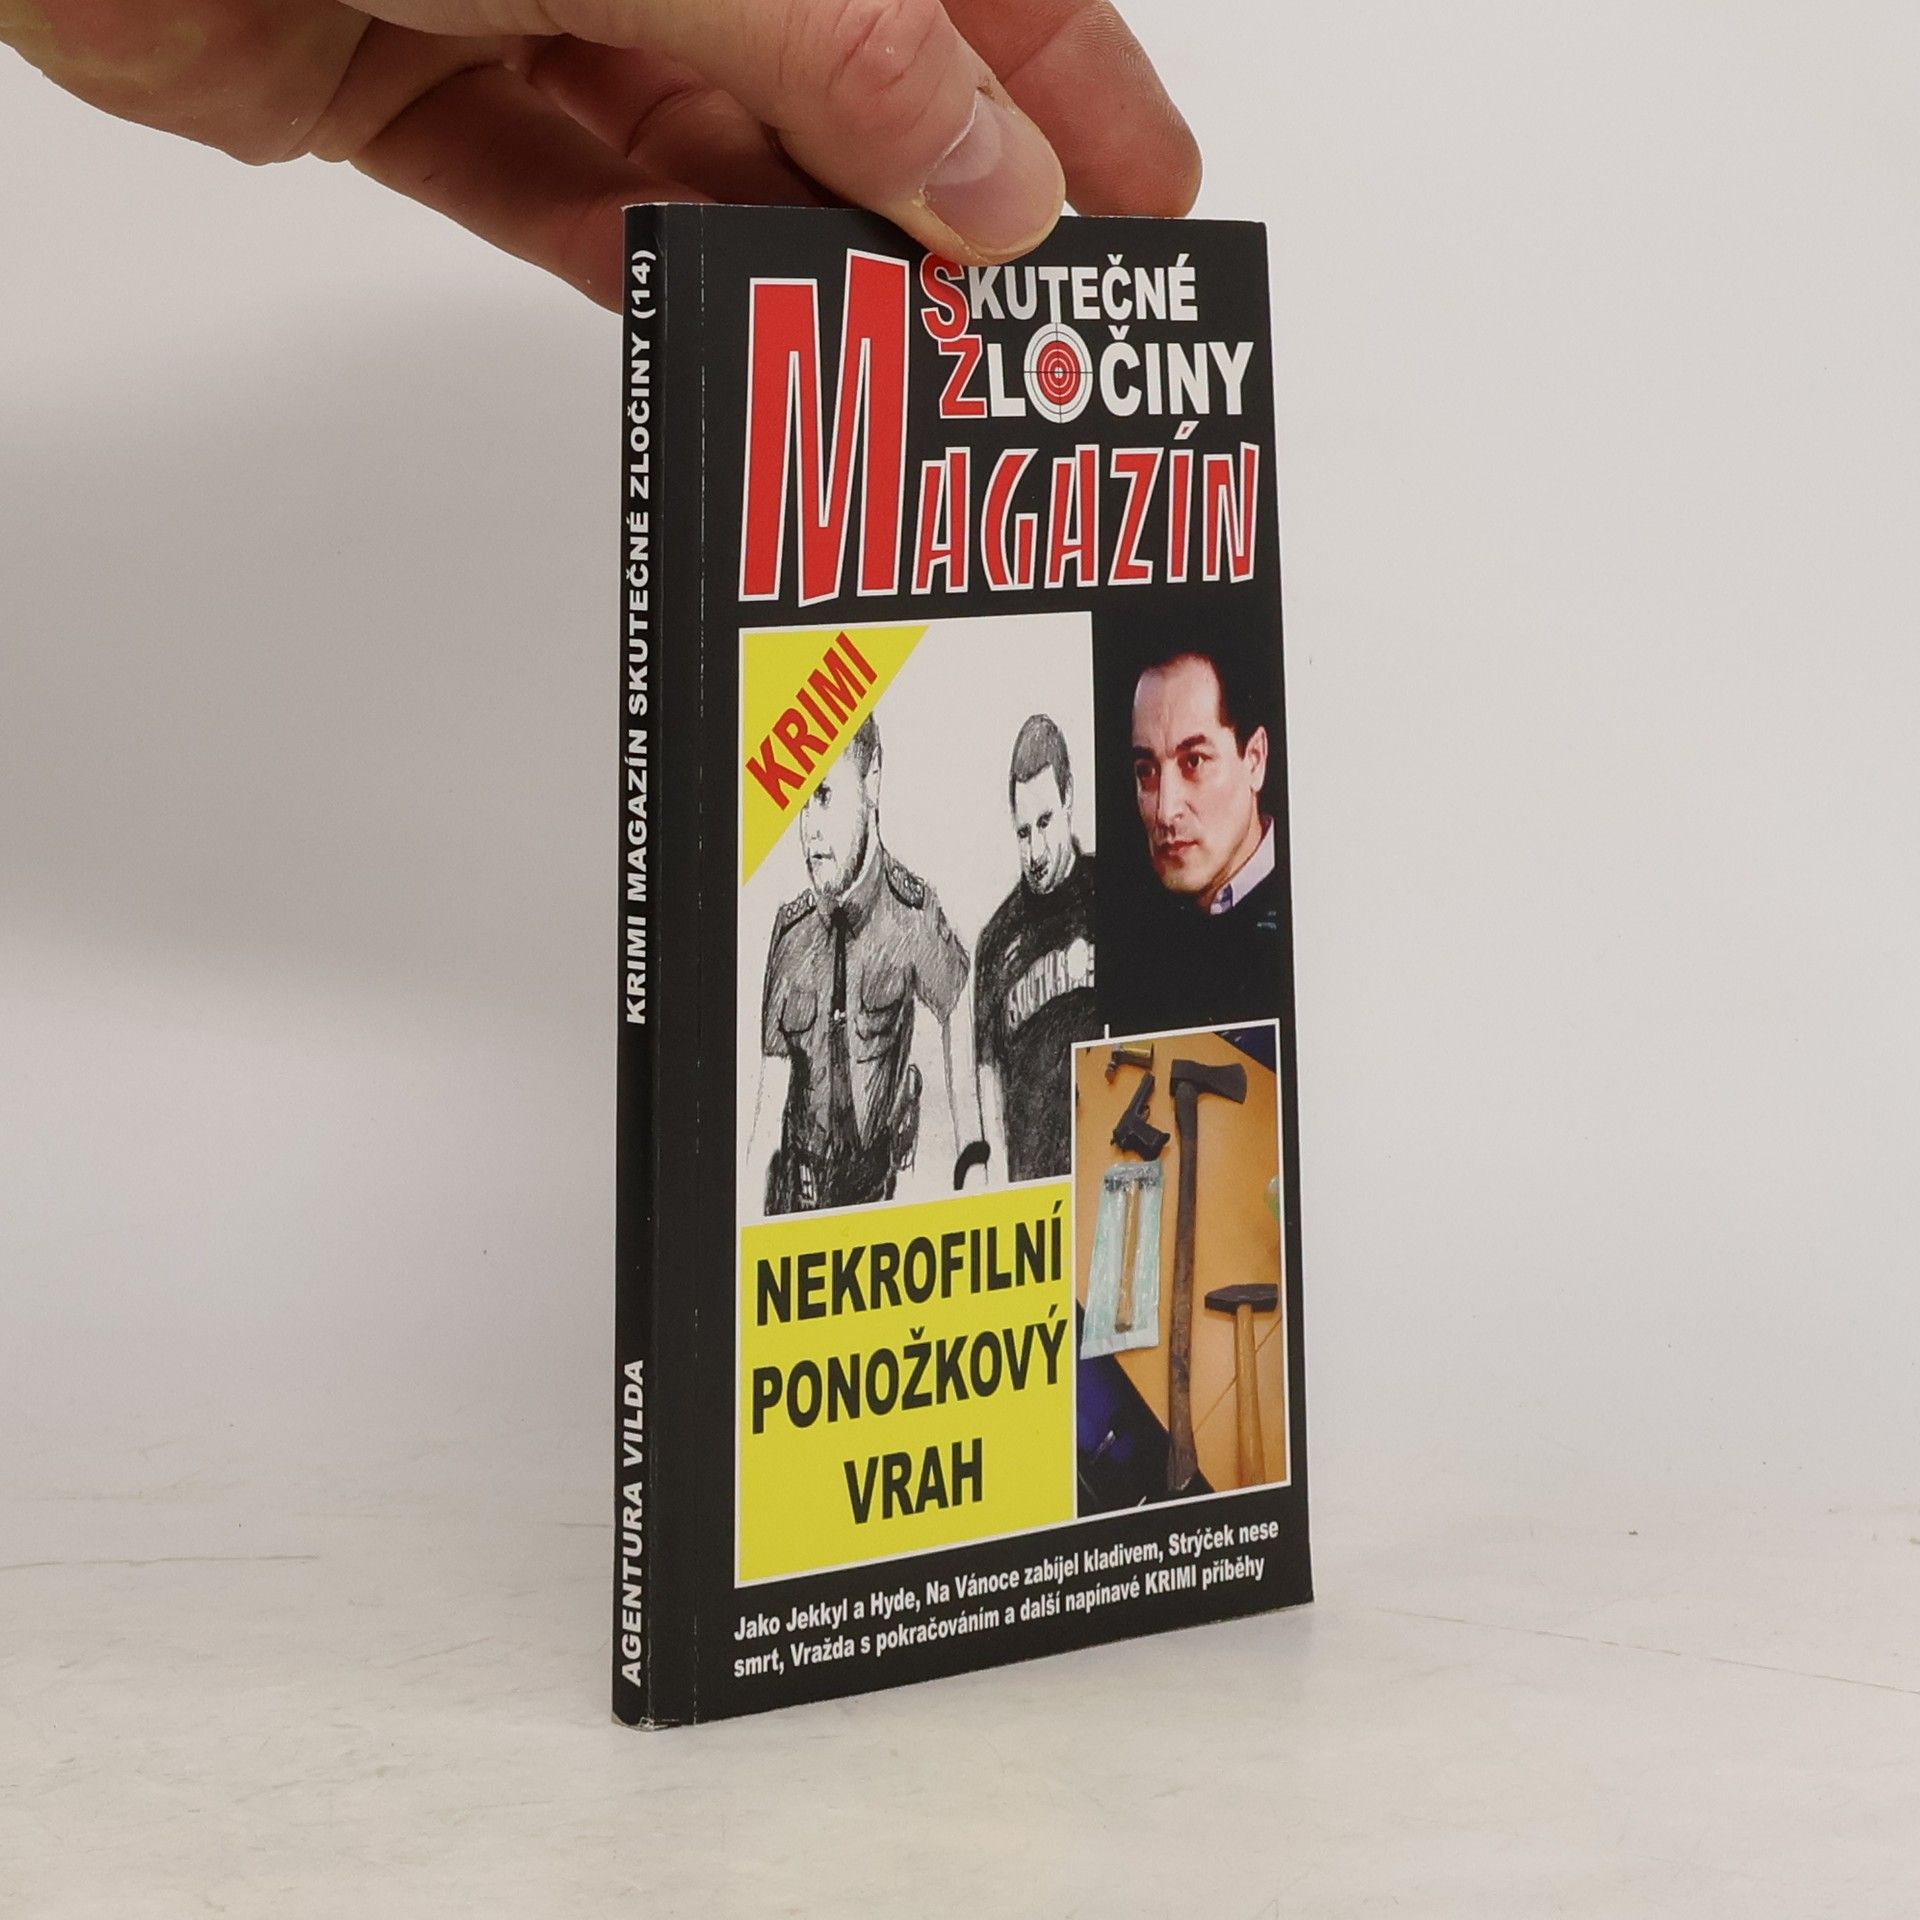 KRIMI MAGAZÍN SKUTEČNÉ ZLOČINY (14)
AGENTURA VILDA
SKUTEČNÉ
ZLOČINY
MAGAZÍN
KRIMI
SOUTH
NEKROFILNÍ
PONOŽKOVÝ
VRAH
Jako Jekkyl a Hyde, Na Vánoce zabíjel kladivem, Strýček nese
smrt, Vražda s pokračováním a další napínavé KRIMI příběhy